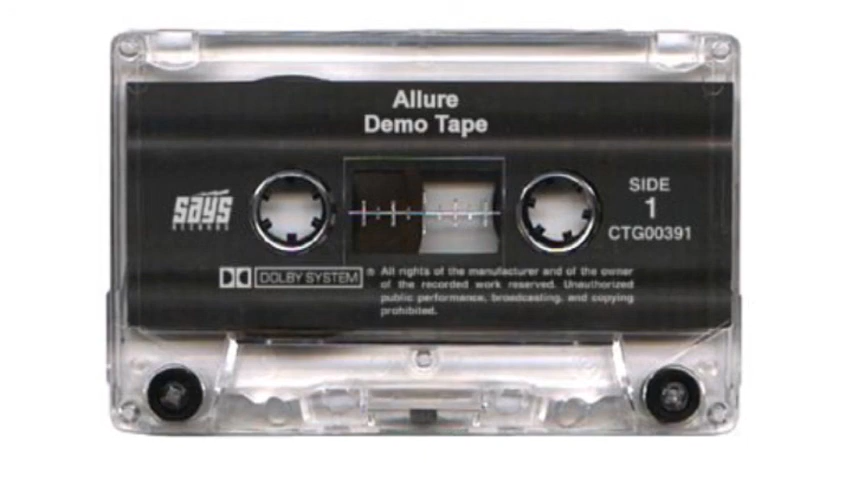 Allure
Demo Tape
says
RECORDS
SIDE
1
CTG00391
DOLBY SYSTEM ®
All rights of the manufacturer and of the owner
of the recorded work reserved. Unauthorized
public performance, broadcasting, and copying
prohibited.